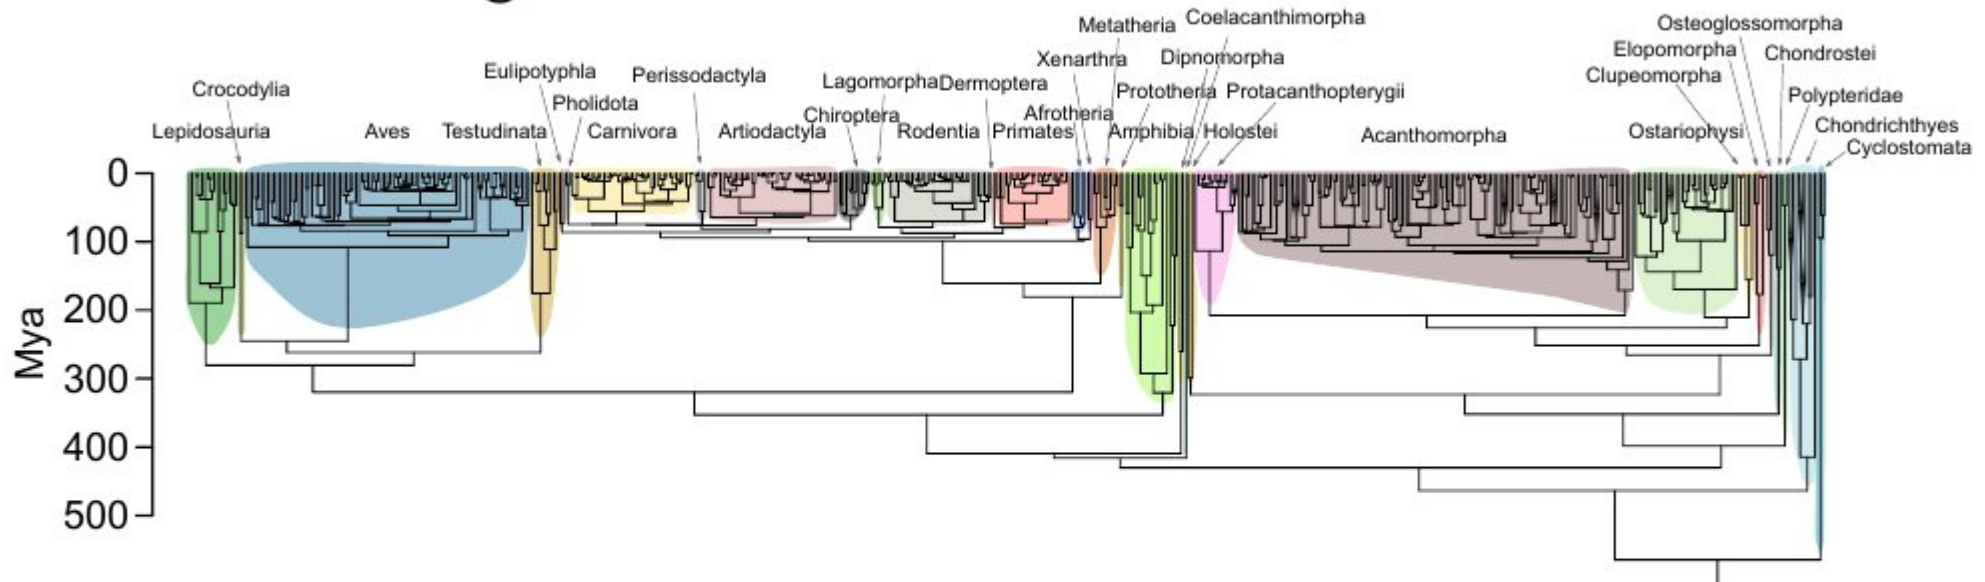 Osteoglossomorpha
Coelacanthimorpha
Metatheria
Elopomorpha
Chondrostei
Xenarthra
Dipnomorpha
Eulipotyphla
Perissodactyla
Clupeomorpha
Lagomorpha
Dermoptera
Crocodylia
Prototheria
Protacanthopterygii
Polypteridae
Pholidota
Chiroptera
Afrotheria
Chondrichthyes
Lepidosauria
Aves
Testudinata
Carnivora
Artiodactyla
Rodentia
Primates
Amphibia
Holostei
Acanthomorpha
Ostariophysi
Cyclostomata
0
100
200
300
400
500
Mya